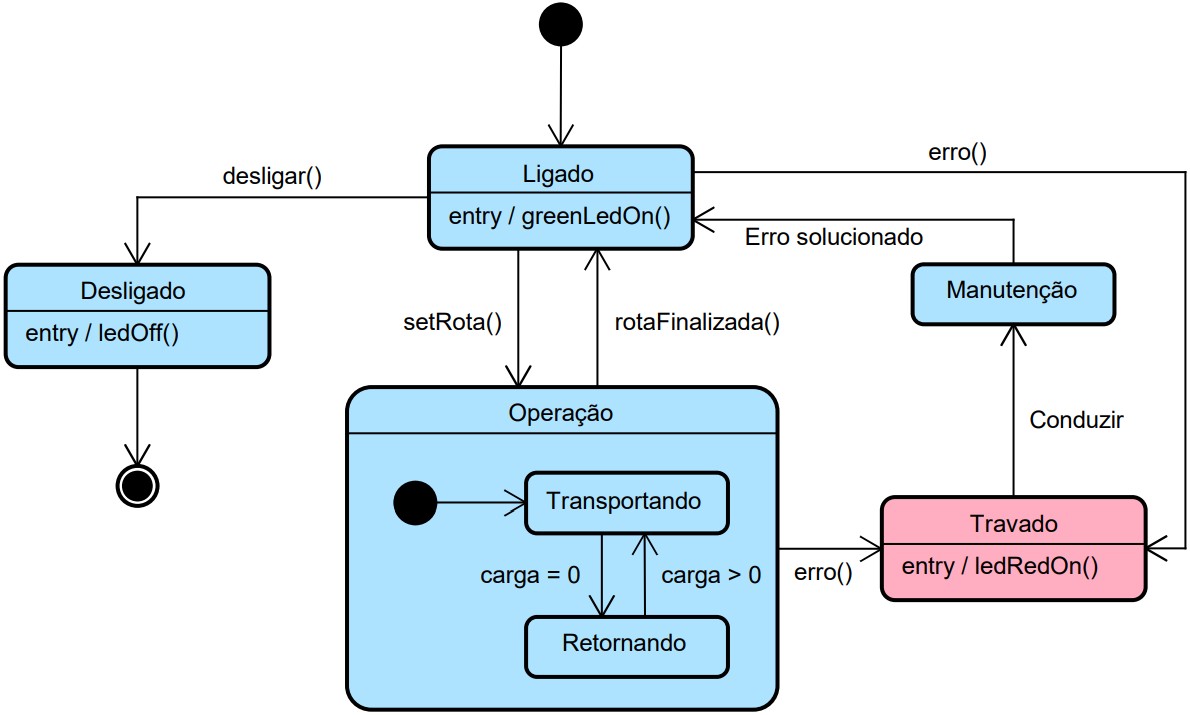 erro()
desligar()
Ligado
entry / greenLedOn()
Erro solucionado
Desligado
entry / ledOff()
Manutenção
setRota()
rotaFinalizada()
Operação
Conduzir
Transportando
Travado
entry / ledRedOn()
carga = 0
carga > 0
erro()
Retornando